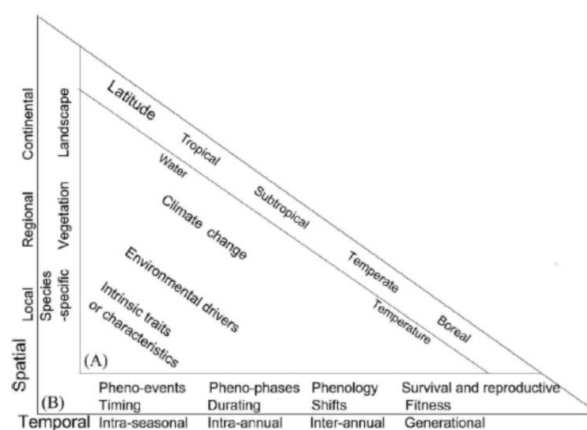 Continental
Landscape
Regional
Vegetation
Local
Species
-specific
Spatial
Latitude
Tropical
Subtropical
Temperate
Boreal
Water
Temperature
Climate change
Environmental drivers
Intrinsic traits
or characteristics
(A)
(B)
Pheno-events Pheno-phases Phenology Survival and reproductive
Timing Durating Shifts Fitness
Temporal Intra-seasonal Intra-annual Inter-annual Generational